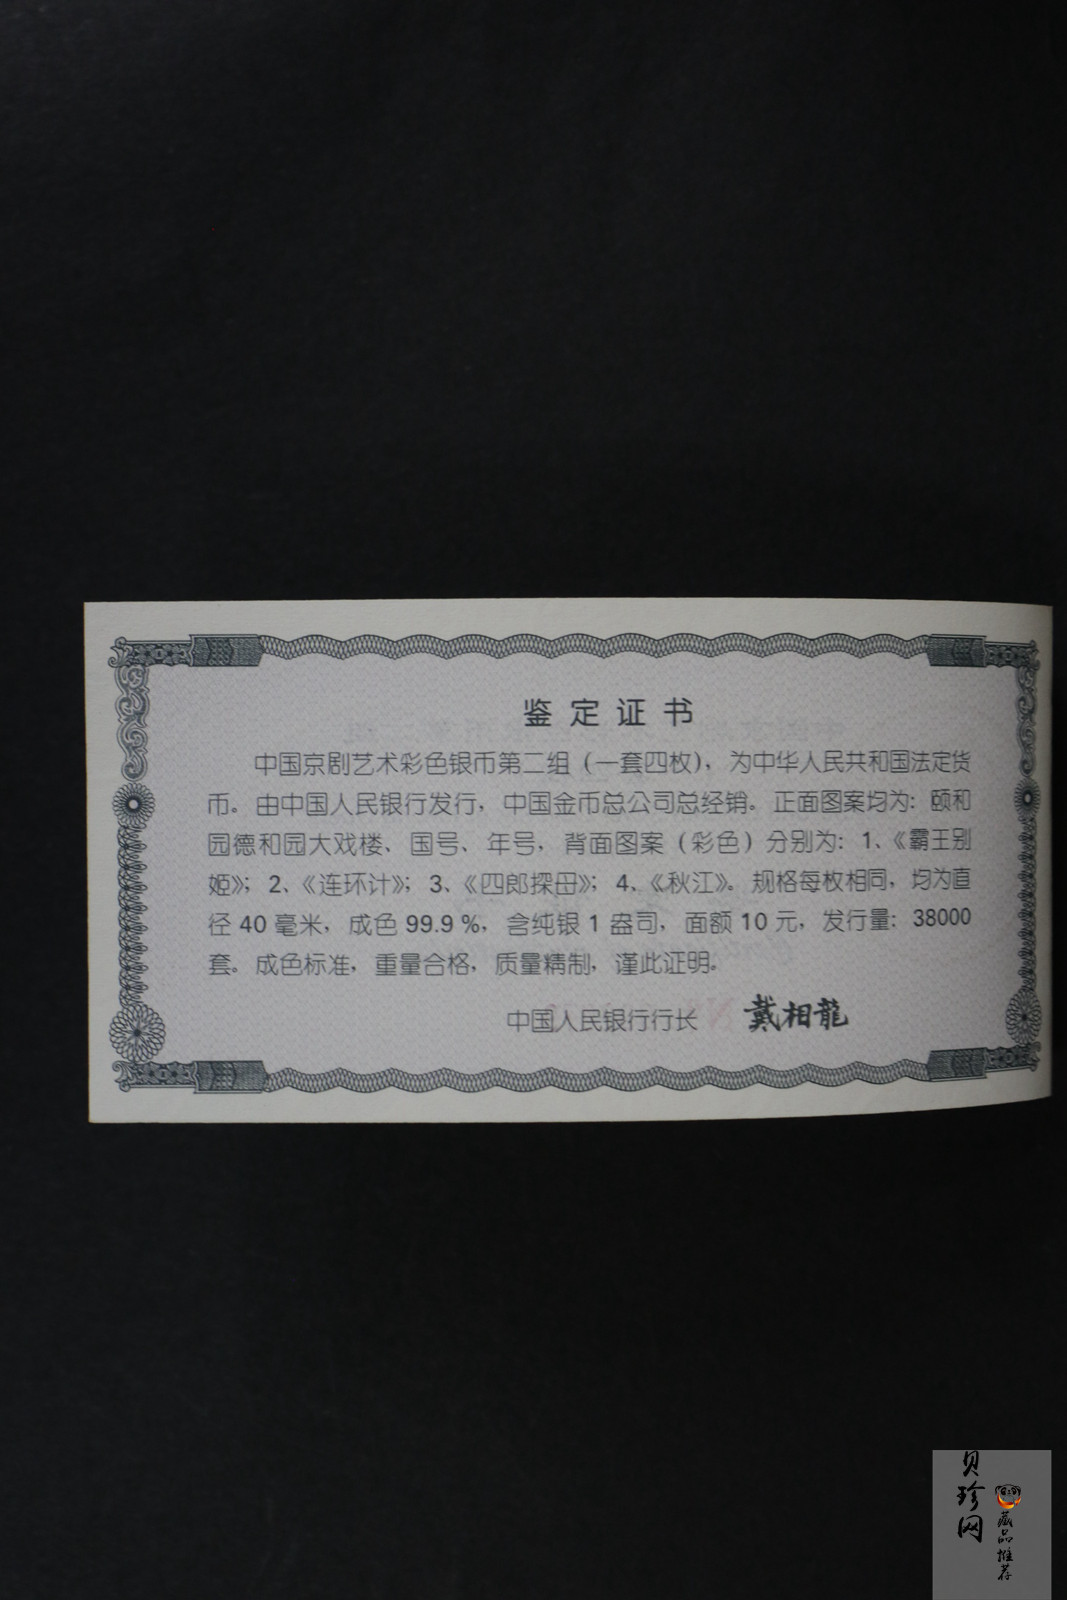 鉴定证书
中国京剧艺术彩色银币第二组（一套四枚），为中华人民共和国法定货
币。由中国人民银行发行，中国金币总公司总经销。正面图案均为：颐和
园德和园大戏楼、国号、年号，背面图案（彩色）分别为：1、《霸王别
姬》；2、《连环计》；3、《四郎探母》；4、《秋江》。规格每枚相同，均为直
径40毫米，成色99.9％，含纯银1盎司，面额10元，发行量：38000
套。成色标准，重量合格，质量精制，谨此证明。
中国人民银行行长 戴相龍
贝珍网
藏品推荐